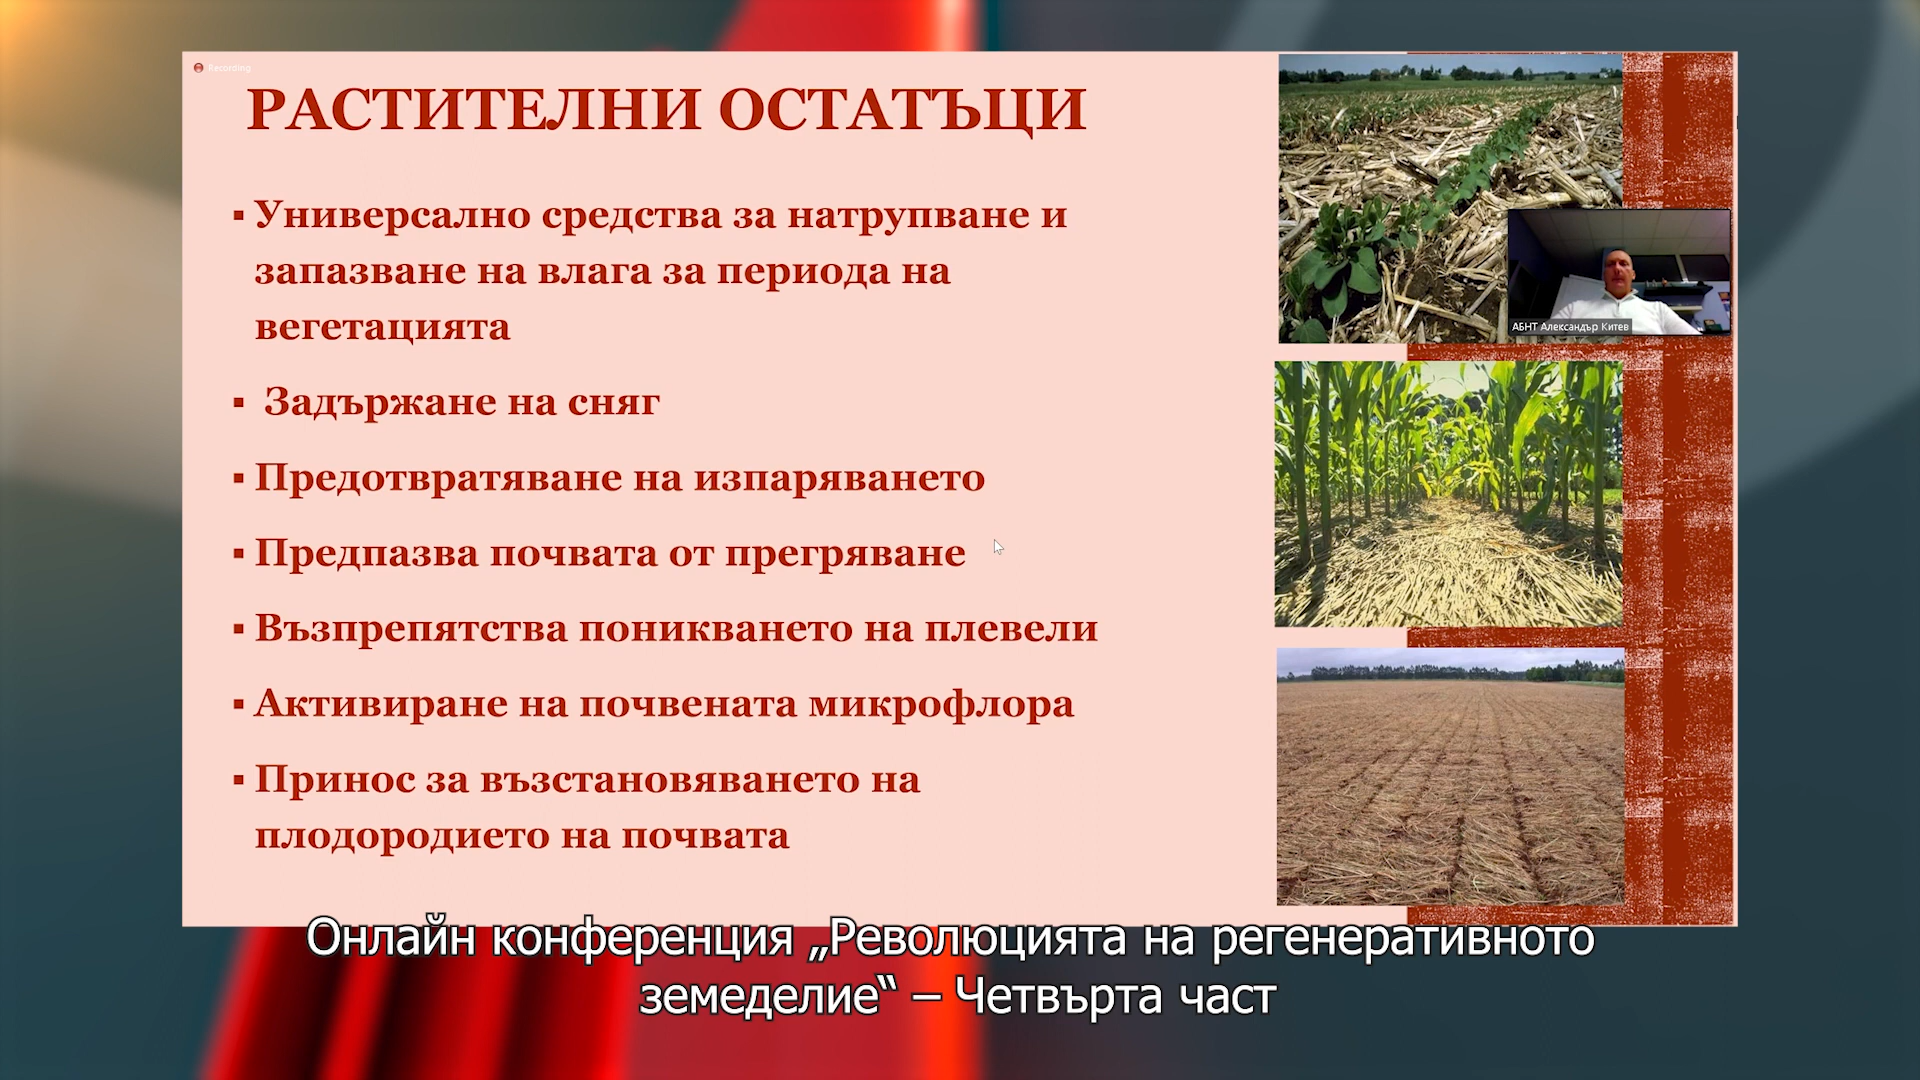 Recording
РАСТИТЕЛНИ ОСТАТЪЦИ
▪ Универсално средства за натрупване и
запазване на влага за периода на
вегетацията
▪ Задържане на сняг
▪ Предотвратяване на изпаряването
▪ Предпазва почвата от прегряване
▪ Възпрепятства поникването на плевели
▪ Активиране на почвената микрофлора
▪ Принос за възстановяването на
плодородието на почвата
АБНТ Александър Китев
Онлайн конференция „Революцията на регенеративното
земеделие“ – Четвърта част